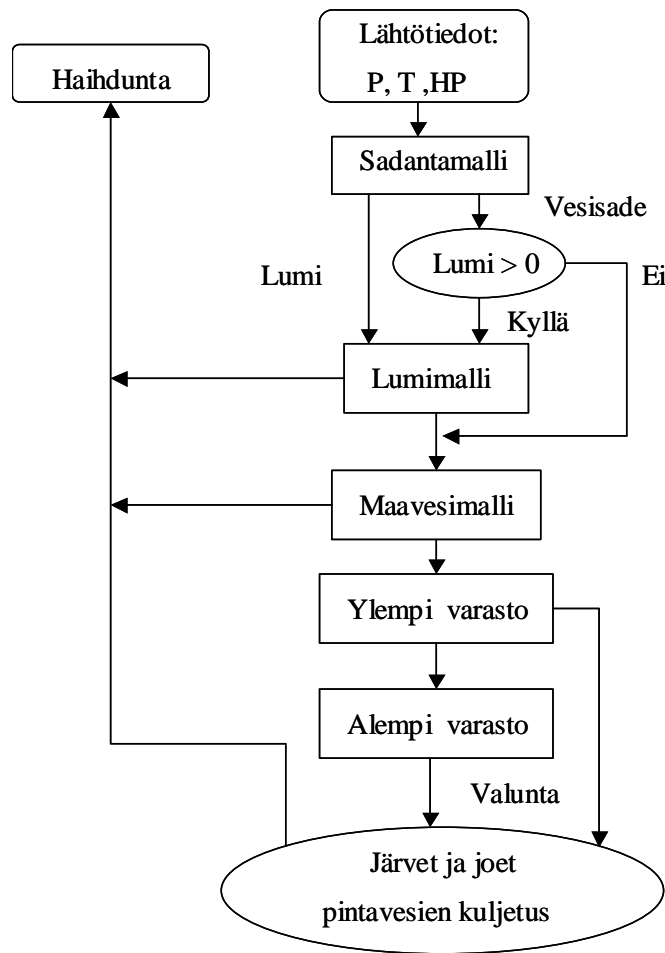 Lähtötiedot:
P, T ,HP
Haihdunta
Sadantamalli
Vesisade
Lumi > 0
Lumi
Ei
Kyllä
Lumimalli
Maavesimalli
Ylempi varasto
Alempi varasto
Valunta
Järvet ja joet
pintavesien kuljetus